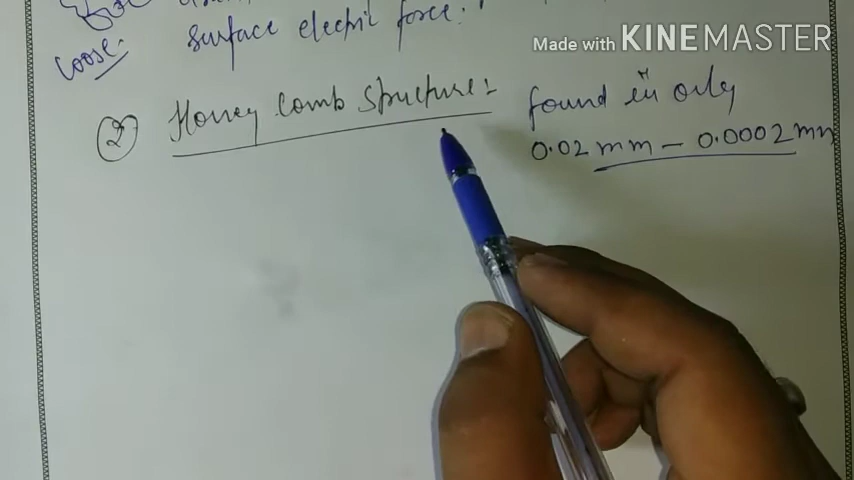 surface electric force.
Loose.
Made with KINEMASTER
② Honey Comb Structure:
found in only
0.02 mm - 0.0002 mm